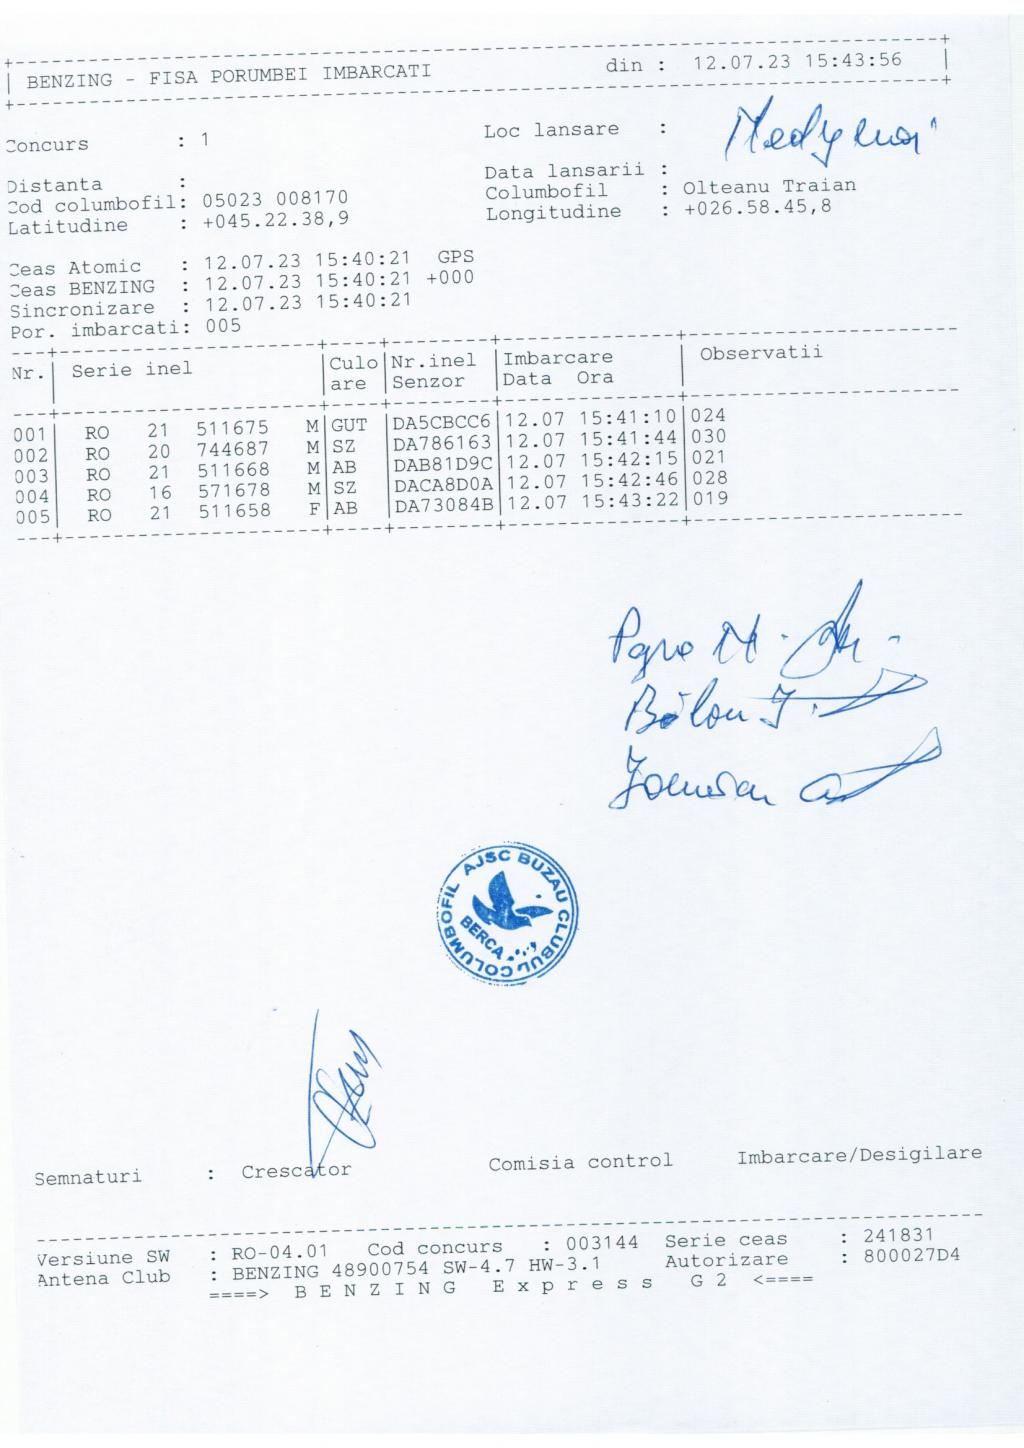 BENZING - FISA PORUMBEI IMBARCATI din : 12.07.23 15:43:56
Concurs : 1 Loc lansare :
Distanta : Data lansarii :
Cod columbofil: 05023 008170 Columbofil : Olteanu Traian
Latitudine : +045.22.38,9 Longitudine : +026.58.45,8
Ceas Atomic : 12.07.23 15:40:21 GPS
Ceas BENZING : 12.07.23 15:40:21 +000
Sincronizare : 12.07.23 15:40:21
Por. imbarcati: 005
Nr. Serie inel Culo Nr.inel Imbarcare Observatii
are Senzor Data Ora
001 RO 21 511675 M GUT DA5CBCC6 12.07 15:41:10 024
002 RO 20 744687 M SZ DA786163 12.07 15:41:44 030
003 RO 21 511668 M AB DAB81D9C 12.07 15:42:15 021
004 RO 16 571678 M SZ DACA8D0A 12.07 15:42:46 028
005 RO 21 511658 F AB DA73084B 12.07 15:43:22 019
AJSC BUZAU CLUBUL COLUMBOFIL
BERCA
Semnaturi : Crescator Comisia control Imbarcare/Desigilare
Versiune SW : RO-04.01 Cod concurs : 003144 Serie ceas : 241831
Antena Club : BENZING 48900754 SW-4.7 HW-3.1 Autorizare : 800027D4
====> B E N Z I N G E x p r e s s G 2 <====